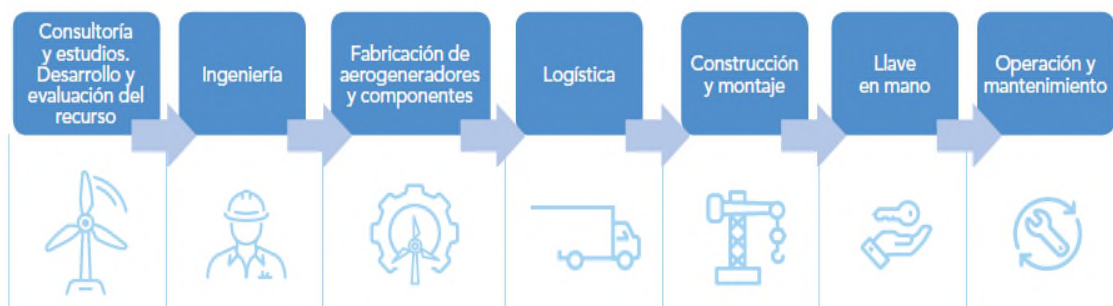 Consultoría
y estudios.
Desarrollo y
evaluación del
recurso
Ingeniería
Fabricación de
aerogeneradores
y componentes
Logística
Construcción
y montaje
Llave
en mano
Operación y
mantenimiento